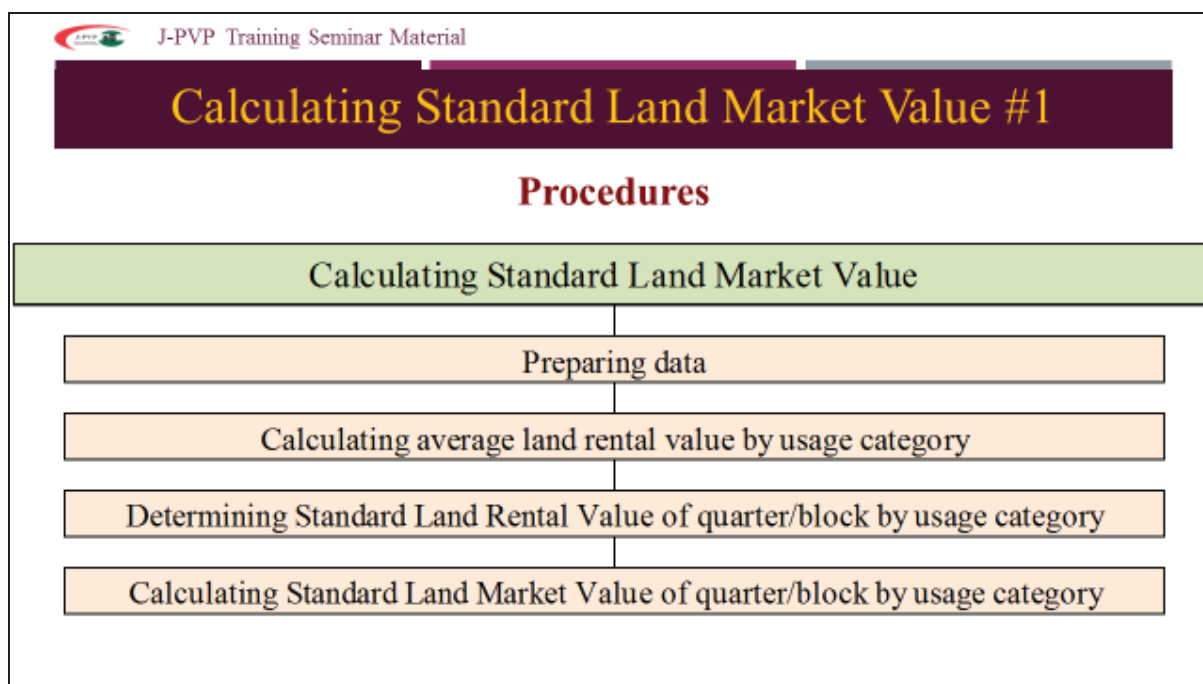 J-PVP Training Seminar Material
Calculating Standard Land Market Value #1
Procedures
Calculating Standard Land Market Value
Preparing data
Calculating average land rental value by usage category
Determining Standard Land Rental Value of quarter/block by usage category
Calculating Standard Land Market Value of quarter/block by usage category